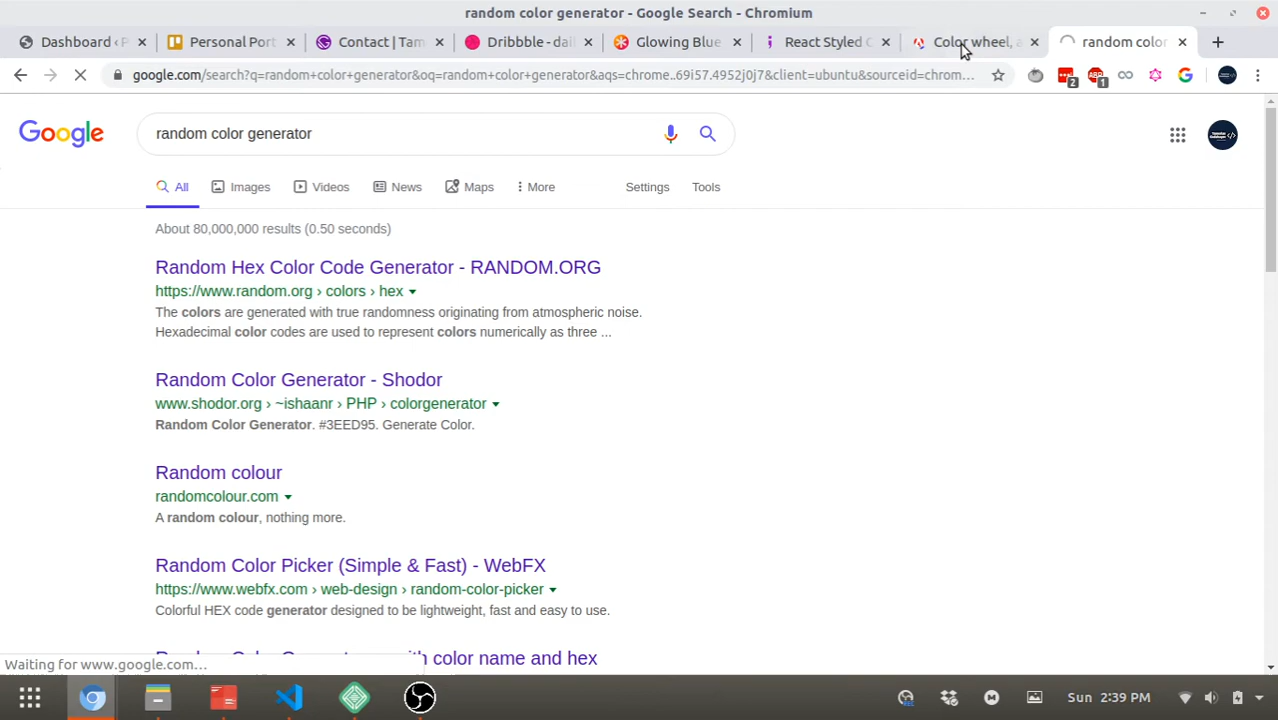 random color generator - Google Search - Chromium
Dashboard ‹
Personal Port
Contact | Tam
Dribbble - dail
Glowing Blue
React Styled C
Color wheel, a
random color
google.com/search?q=random+color+generator&oq=random+color+generator&aqs=chrome..69i57.4952j0j7&client=ubuntu&sourceid=chrom…
2
1
Google
random color generator
All
Images
Videos
News
Maps
More
Settings
Tools
About 80,000,000 results (0.50 seconds)
Random Hex Color Code Generator - RANDOM.ORG
https://www.random.org › colors › hex
The colors are generated with true randomness originating from atmospheric noise.
Hexadecimal color codes are used to represent colors numerically as three ...
Random Color Generator - Shodor
www.shodor.org › ~ishaanr › PHP › colorgenerator
Random Color Generator. #3EED95. Generate Color.
Random colour
randomcolour.com
A random colour, nothing more.
Random Color Picker (Simple & Fast) - WebFX
https://www.webfx.com › web-design › random-color-picker
Colorful HEX code generator designed to be lightweight, fast and easy to use.
with color name and hex
Waiting for www.google.com…
Sun 2:39 PM